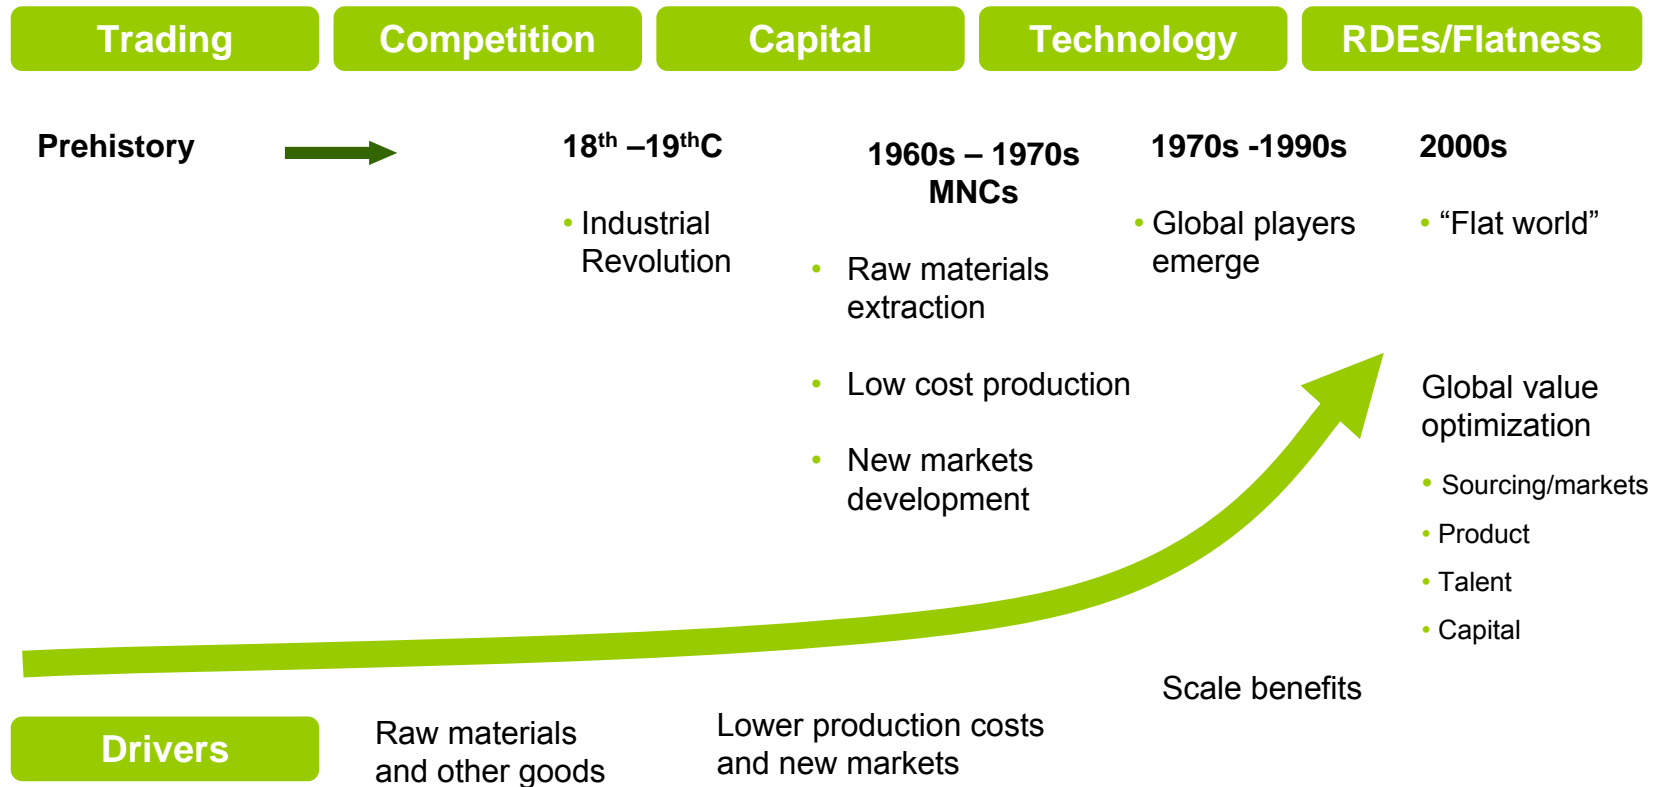 Trading
Competition
Capital
Technology
RDEs/Flatness
Prehistory
18th –19thC
• Industrial
Revolution
1960s – 1970s
MNCs
• Raw materials
extraction
• Low cost production
• New markets
development
1970s -1990s
• Global players
emerge
2000s
• “Flat world”
Global value
optimization
• Sourcing/markets
• Product
• Talent
• Capital
Drivers
Raw materials
and other goods
Lower production costs
and new markets
Scale benefits